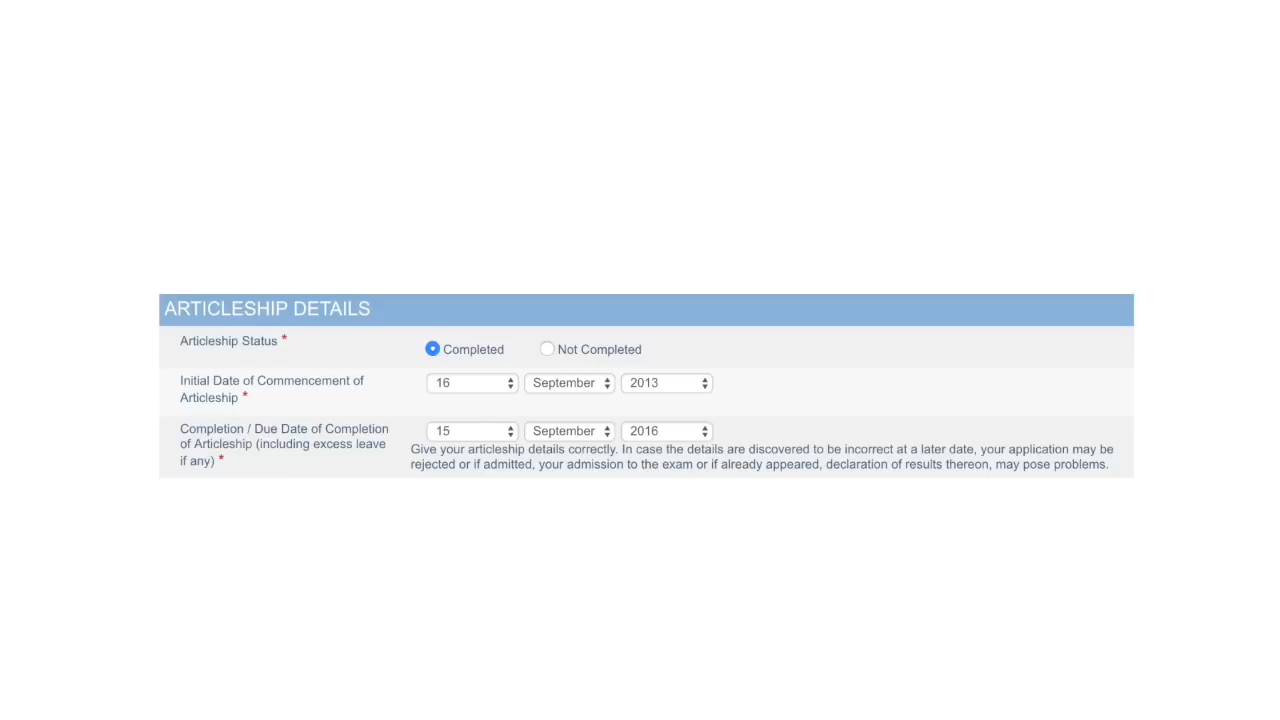 ARTICLESHIP DETAILS
Articleship Status *
Completed Not Completed
Initial Date of Commencement of
Articleship *
16 September 2013
Completion / Due Date of Completion
of Articleship (including excess leave
if any) *
15 September 2016
Give your articleship details correctly. In case the details are discovered to be incorrect at a later date, your application may be
rejected or if admitted, your admission to the exam or if already appeared, declaration of results thereon, may pose problems.